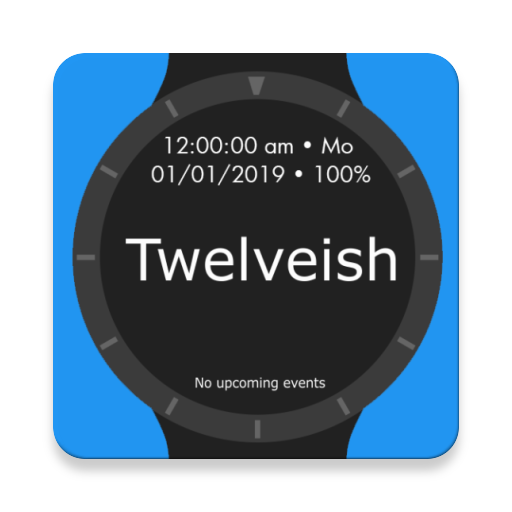 12:00:00 am • Mo
01/01/2019 • 100%
Twelveish
No upcoming events